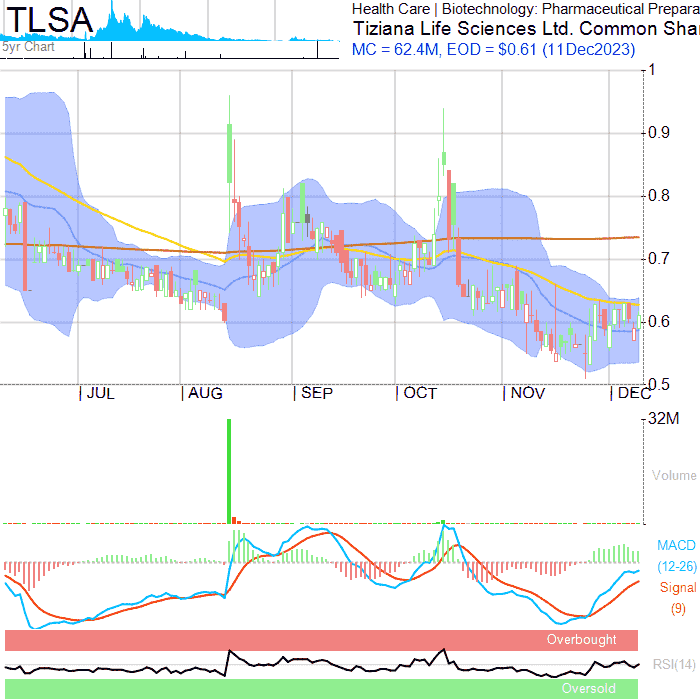 TLSA
5yr Chart
Health Care | Biotechnology: Pharmaceutical Prepara
Tiziana Life Sciences Ltd. Common Shar
MC = 62.4M, EOD = $0.61 (11Dec2023)
1
0.9
0.8
0.7
0.6
0.5
| JUL | AUG | SEP | OCT | NOV | DEC
32M
Volume
MACD
(12-26)
Signal
(9)
Overbought
RSI(14)
Oversold